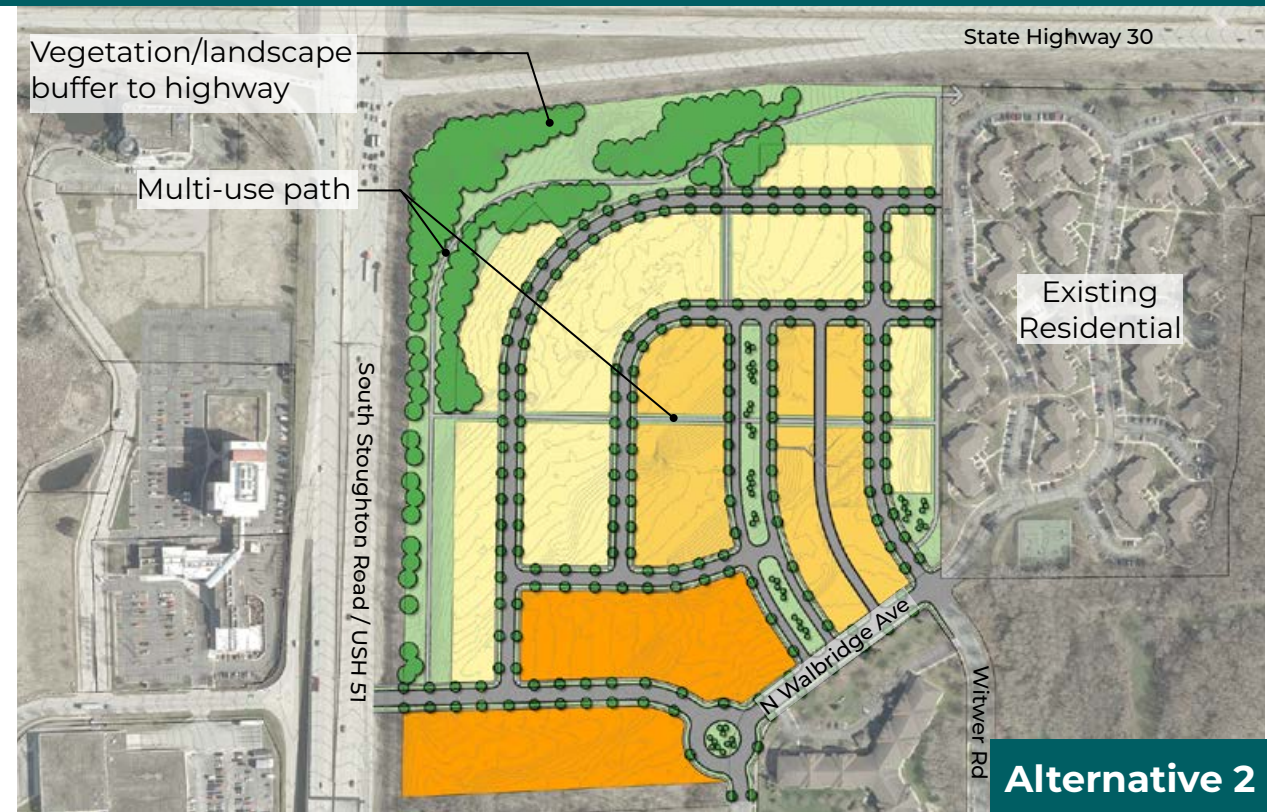 State Highway 30
Vegetation/landscape
buffer to highway
Multi-use path
Existing
Residential
South Stoughton Road / USH 51
N Walbridge Ave
Witwer Rd
Alternative 2